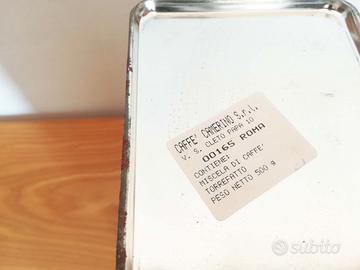 CAFFE' CAMERINO S.r.l.
V. S. CLETO PAPA 10
00165 ROMA
CONTIENE:
MISCELA DI CAFFE'
TORREFATTO
PESO NETTO 500 g
subito